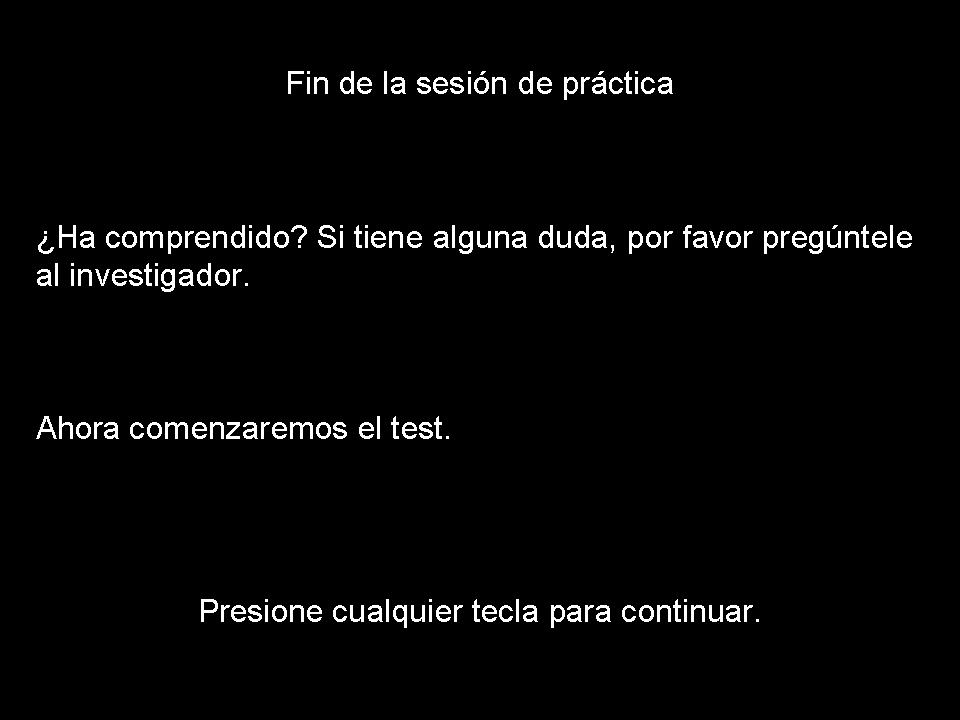 Fin de la sesión de práctica
¿Ha comprendido? Si tiene alguna duda, por favor pregúntele
al investigador.
Ahora comenzaremos el test.
Presione cualquier tecla para continuar.